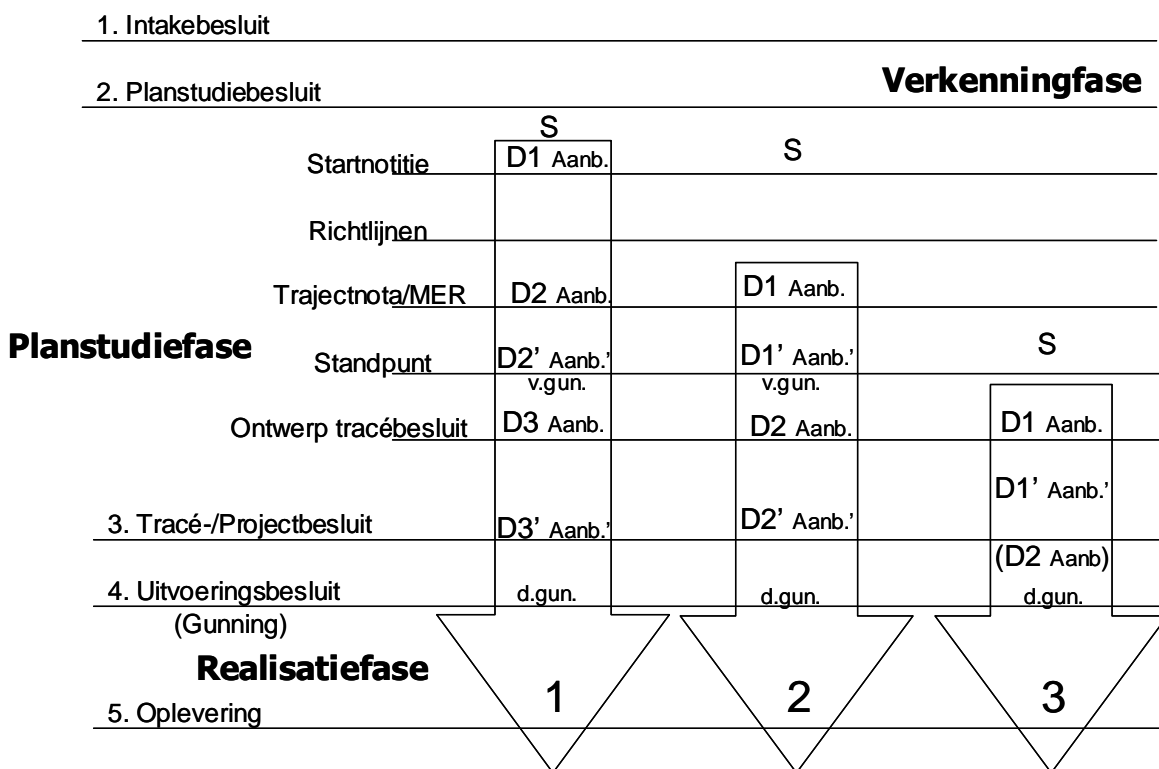 1. Intakebesluit
Verkenningfase
2. Planstudiebesluit
S
Startnotitie D1 Aanb. S
Richtlijnen
Trajectnota/MER D2 Aanb. D1 Aanb.
Planstudiefase
Standpunt D2’ Aanb.’ D1’ Aanb.’ S
v.gun. v.gun.
Ontwerp tracébesluit D3 Aanb. D2 Aanb. D1 Aanb.
D1’ Aanb.’
3. Tracé-/Projectbesluit D3’ Aanb.’ D2’ Aanb.’
(D2 Aanb)
4. Uitvoeringsbesluit d.gun. d.gun. d.gun.
(Gunning)
Realisatiefase
1 2 3
5. Oplevering